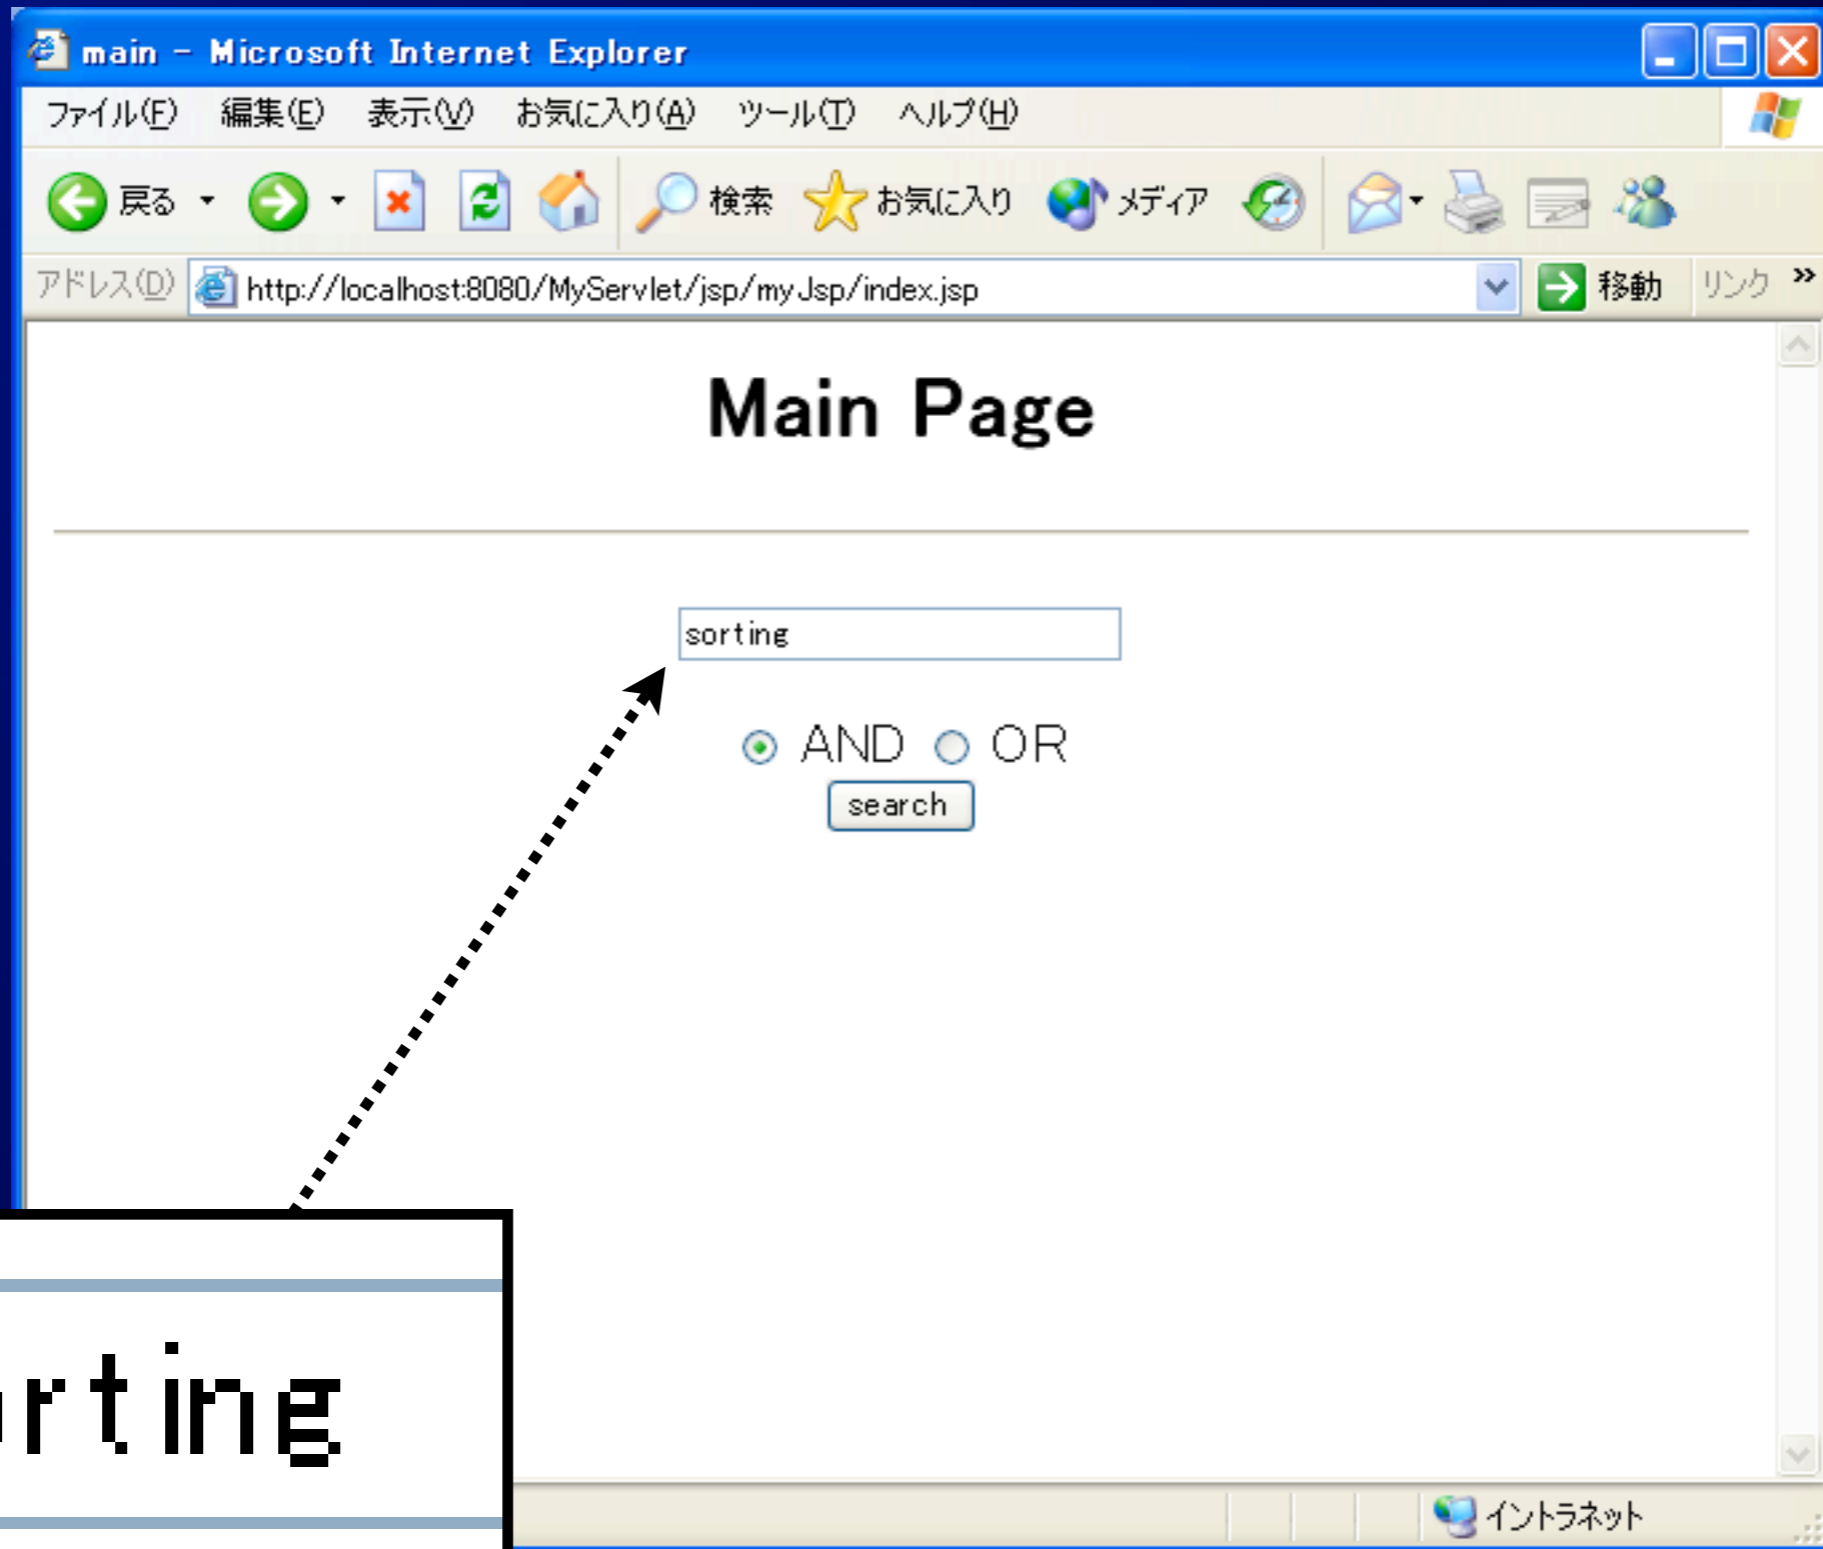 main - Microsoft Internet Explorer
ファイル(F) 編集(E) 表示(V) お気に入り(A) ツール(T) ヘルプ(H)
戻る 検索 お気に入り メディア
アドレス(D) http://localhost:8080/MyServlet/jsp/myJsp/index.jsp 移動 リンク »
Main Page
sorting
AND OR
search
orting
イントラネット